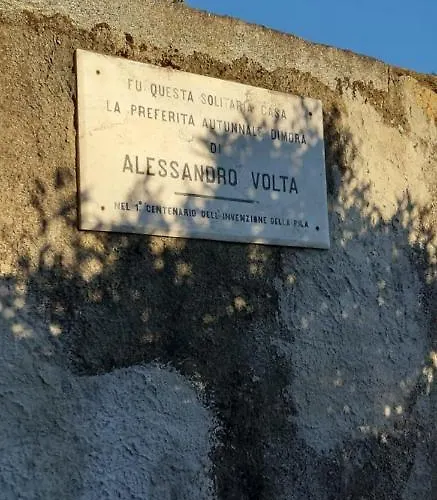 FU QUESTA SOLITARIA CASA
LA PREFERITA AUTUNNALE DIMORA
DI
ALESSANDRO VOLTA
NEL 1° CENTENARIO DELL'INVENZIONE DELLA PILA